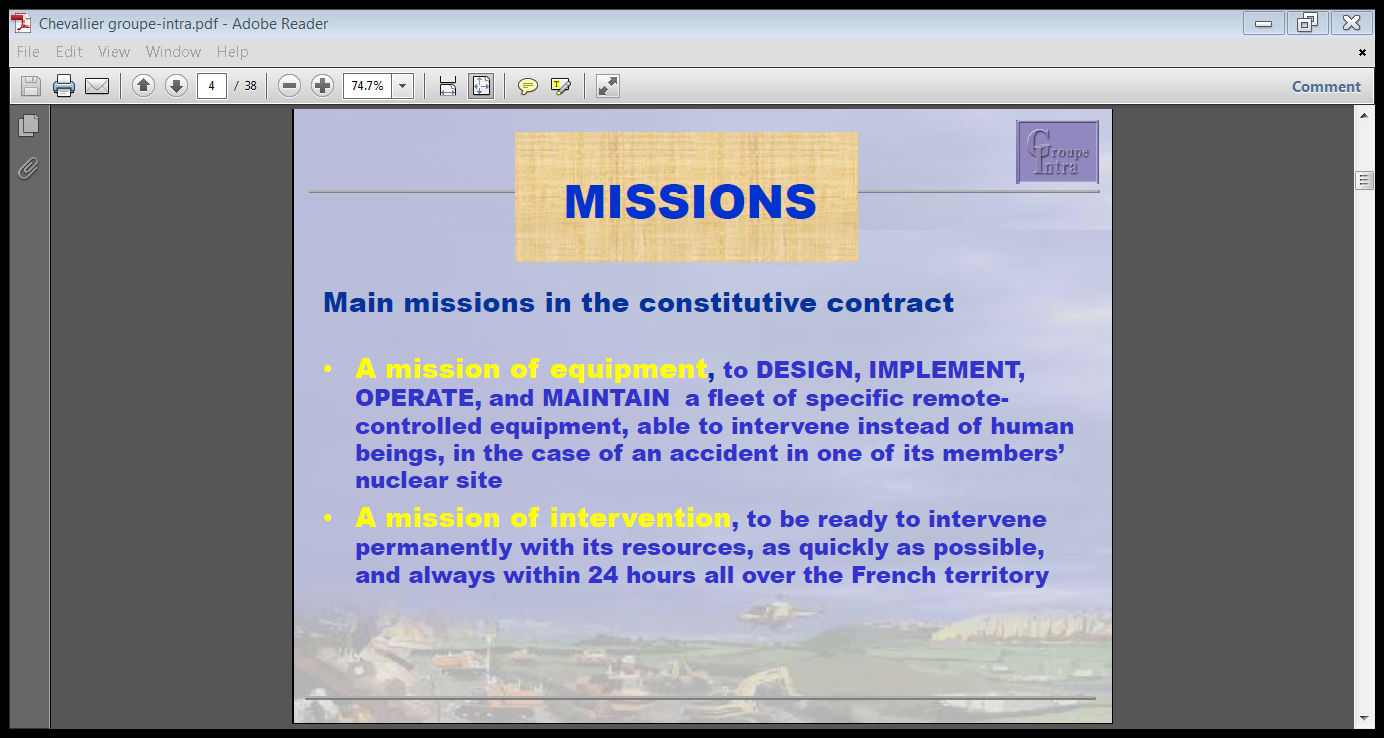 Chevallier groupe-intra.pdf - Adobe Reader
File Edit View Window Help
4 / 38 74.7% Comment
Groupe
Intra
MISSIONS
Main missions in the constitutive contract
• A mission of equipment, to DESIGN, IMPLEMENT,
OPERATE, and MAINTAIN a fleet of specific remote-
controlled equipment, able to intervene instead of human
beings, in the case of an accident in one of its members’
nuclear site
• A mission of intervention, to be ready to intervene
permanently with its resources, as quickly as possible,
and always within 24 hours all over the French territory